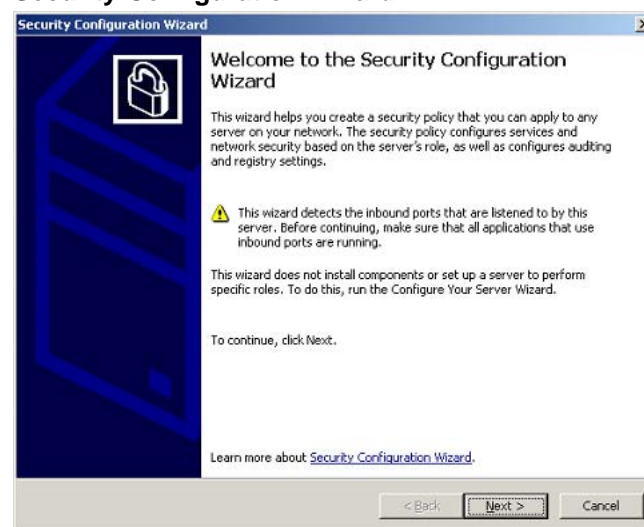 Security Configuration Wizard
Welcome to the Security Configuration
Wizard
This wizard helps you create a security policy that you can apply to any
server on your network. The security policy configures services and
network security based on the server's role, as well as configures auditing
and registry settings.
This wizard detects the inbound ports that are listened to by this
server. Before continuing, make sure that all applications that use
inbound ports are running.
This wizard does not install components or set up a server to perform
specific roles. To do this, run the Configure Your Server Wizard.
To continue, click Next.
Learn more about Security Configuration Wizard.
< Back Next > Cancel